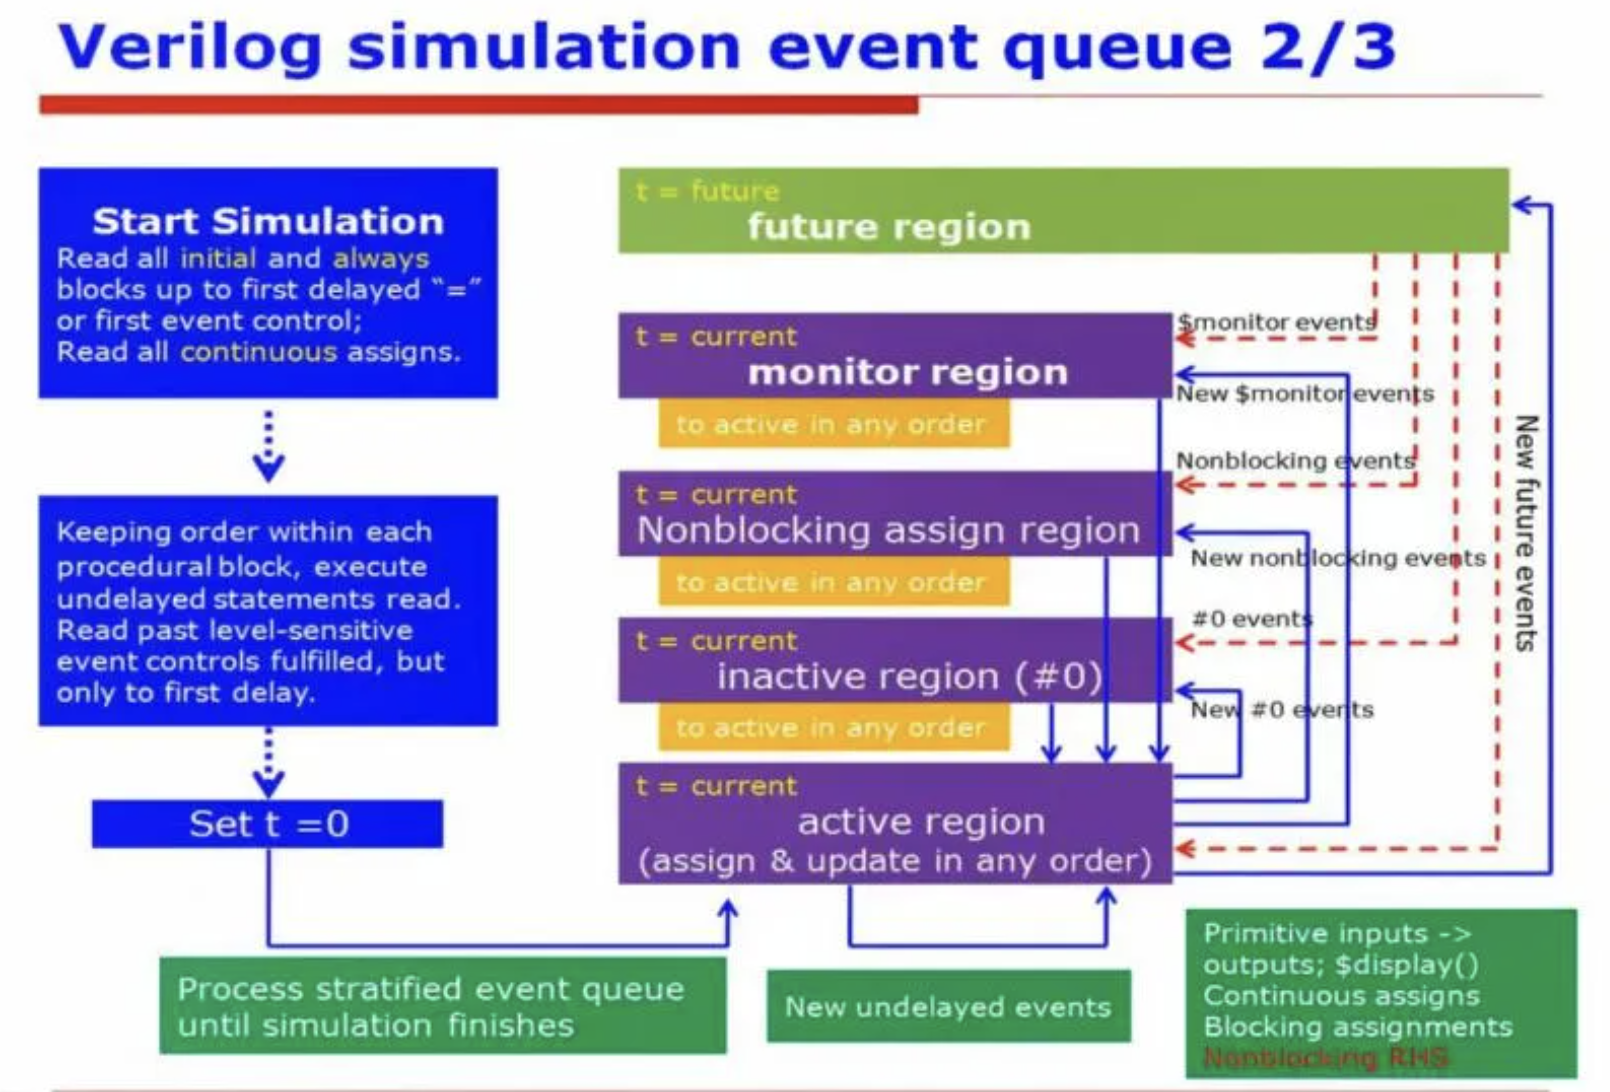 Verilog simulation event queue 2/3
Start Simulation
Read all initial and always
blocks up to first delayed “=”
or first event control;
Read all continuous assigns.
Keeping order within each
procedural block, execute
undelayed statements read.
Read past level-sensitive
event controls fulfilled, but
only to first delay.
Set t =0
Process stratified event queue
until simulation finishes
t = future
future region
t = current
monitor region
to active in any order
t = current
Nonblocking assign region
to active in any order
t = current
inactive region (#0)
to active in any order
t = current
active region
(assign & update in any order)
New undelayed events
$monitor events
New $monitor events
Nonblocking events
New nonblocking events
#0 events
New #0 events
New future events
Primitive inputs ->
outputs; $display()
Continuous assigns
Blocking assignments
Nonblocking RHS